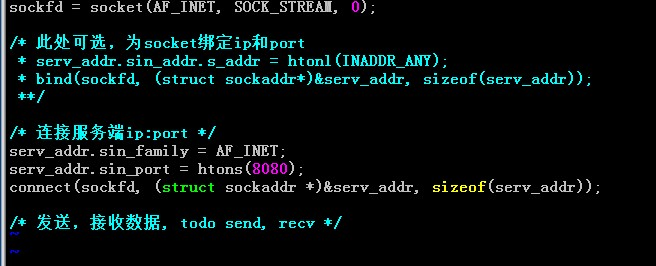 sockfd = socket(AF_INET, SOCK_STREAM, 0);
/* 此处可选，为socket绑定ip和port
* serv_addr.sin_addr.s_addr = htonl(INADDR_ANY);
* bind(sockfd, (struct sockaddr*)&serv_addr, sizeof(serv_addr));
**/
/* 连接服务端ip:port */
serv_addr.sin_family = AF_INET;
serv_addr.sin_port = htons(8080);
connect(sockfd, (struct sockaddr *)&serv_addr, sizeof(serv_addr));
/* 发送，接收数据, todo send, recv */
~
~